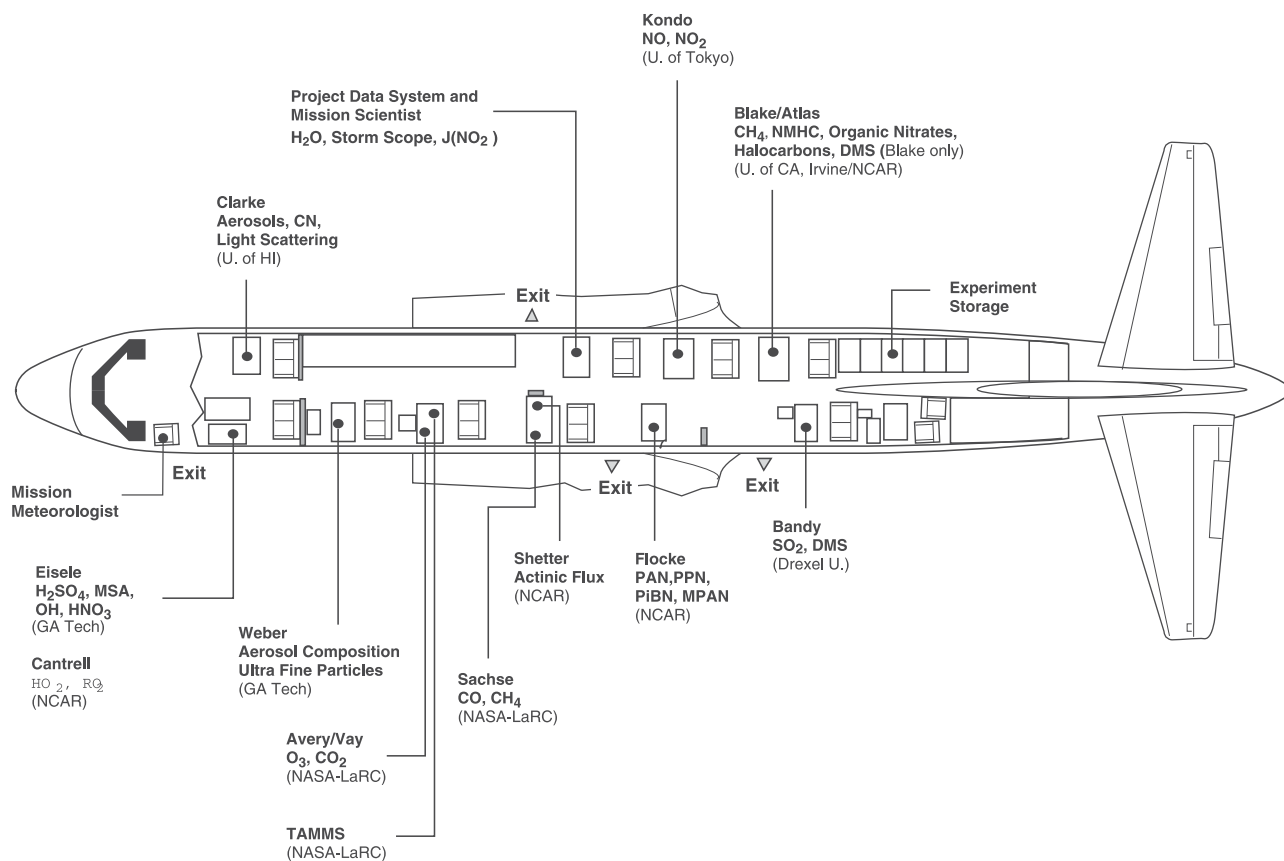 Kondo
NO, NO2
(U. of Tokyo)
Project Data System and
Mission Scientist
H2O, Storm Scope, J(NO2 )
Blake/Atlas
CH4, NMHC, Organic Nitrates,
Halocarbons, DMS (Blake only)
(U. of CA, Irvine/NCAR)
Clarke
Aerosols, CN,
Light Scattering
(U. of HI)
Exit
Experiment
Storage
Exit
Mission
Meteorologist
Exit
Exit
Eisele
H2SO4, MSA,
OH, HNO3
(GA Tech)
Cantrell
HO 2, RO2
(NCAR)
Weber
Aerosol Composition
Ultra Fine Particles
(GA Tech)
Avery/Vay
O3, CO2
(NASA-LaRC)
TAMMS
(NASA-LaRC)
Sachse
CO, CH4
(NASA-LaRC)
Shetter
Actinic Flux
(NCAR)
Flocke
PAN,PPN,
PiBN, MPAN
(NCAR)
Bandy
SO2, DMS
(Drexel U.)